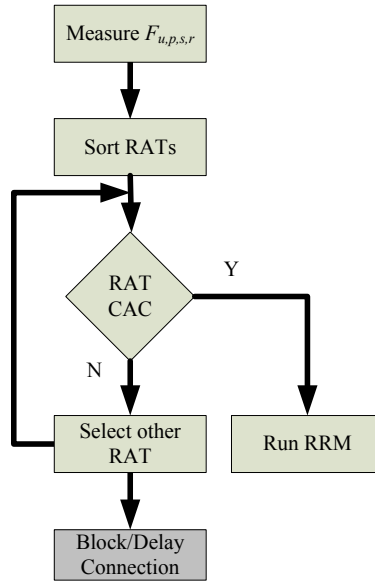 Measure F_{u,p,s,r}
Sort RATs
RAT
CAC
Y
N
Select other
RAT
Run RRM
Block/Delay
Connection